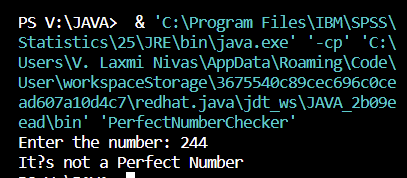 PS V:\JAVA>  & 'C:\Program Files\IBM\SPSS\
Statistics\25\JRE\bin\java.exe' '-cp' 'C:\
Users\V. Laxmi Nivas\AppData\Roaming\Code\
User\workspaceStorage\3675540c89cec696c0ce
ad607a10d4c7\redhat.java\jdt_ws\JAVA_2b09e
ead\bin' 'PerfectNumberChecker'
Enter the number: 244
It?s not a Perfect Number